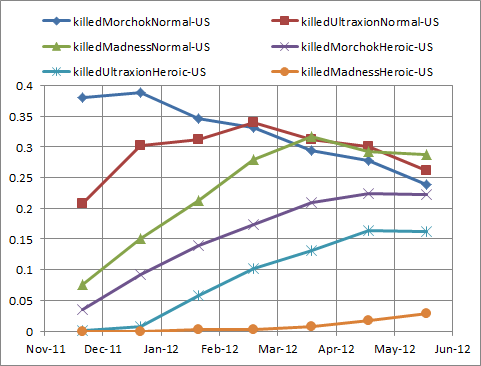 killedMorchokNormal-US killedUltraxionNormal-US
killedMadnessNormal-US killedMorchokHeroic-US
killedUltraxionHeroic-US killedMadnessHeroic-US
0.4
0.35
0.3
0.25
0.2
0.15
0.1
0.05
0
Nov-11 Dec-11 Jan-12 Feb-12 Mar-12 Apr-12 May-12 Jun-12